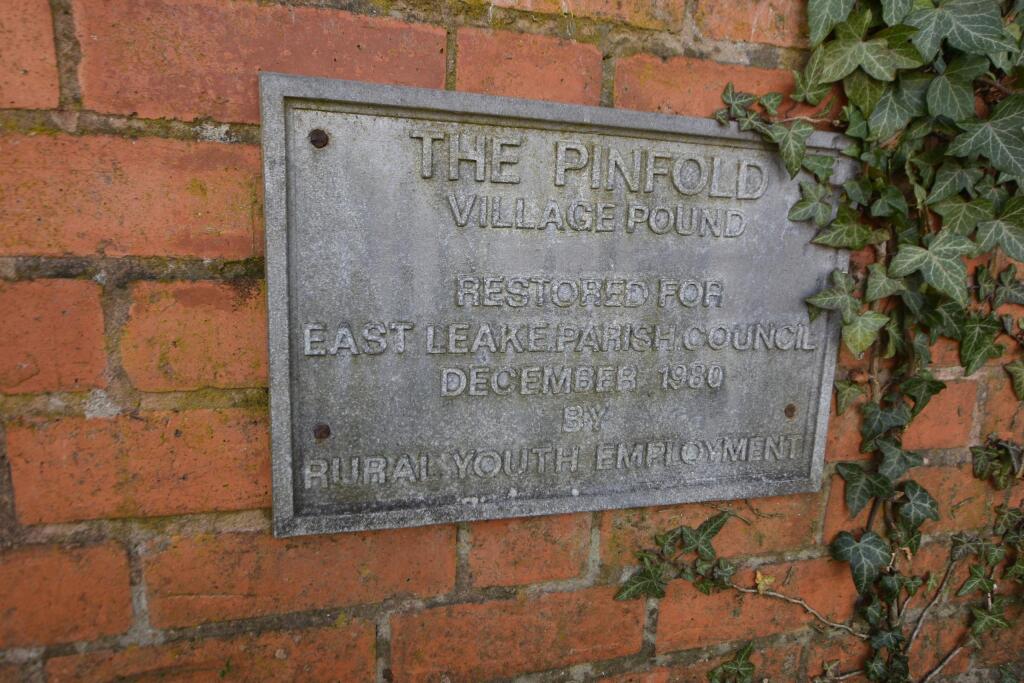 THE PINFOLD
VILLAGE POUND
RESTORED FOR
EAST LEAKE PARISH COUNCIL
DECEMBER 1980
BY
RURAL YOUTH EMPLOYMENT